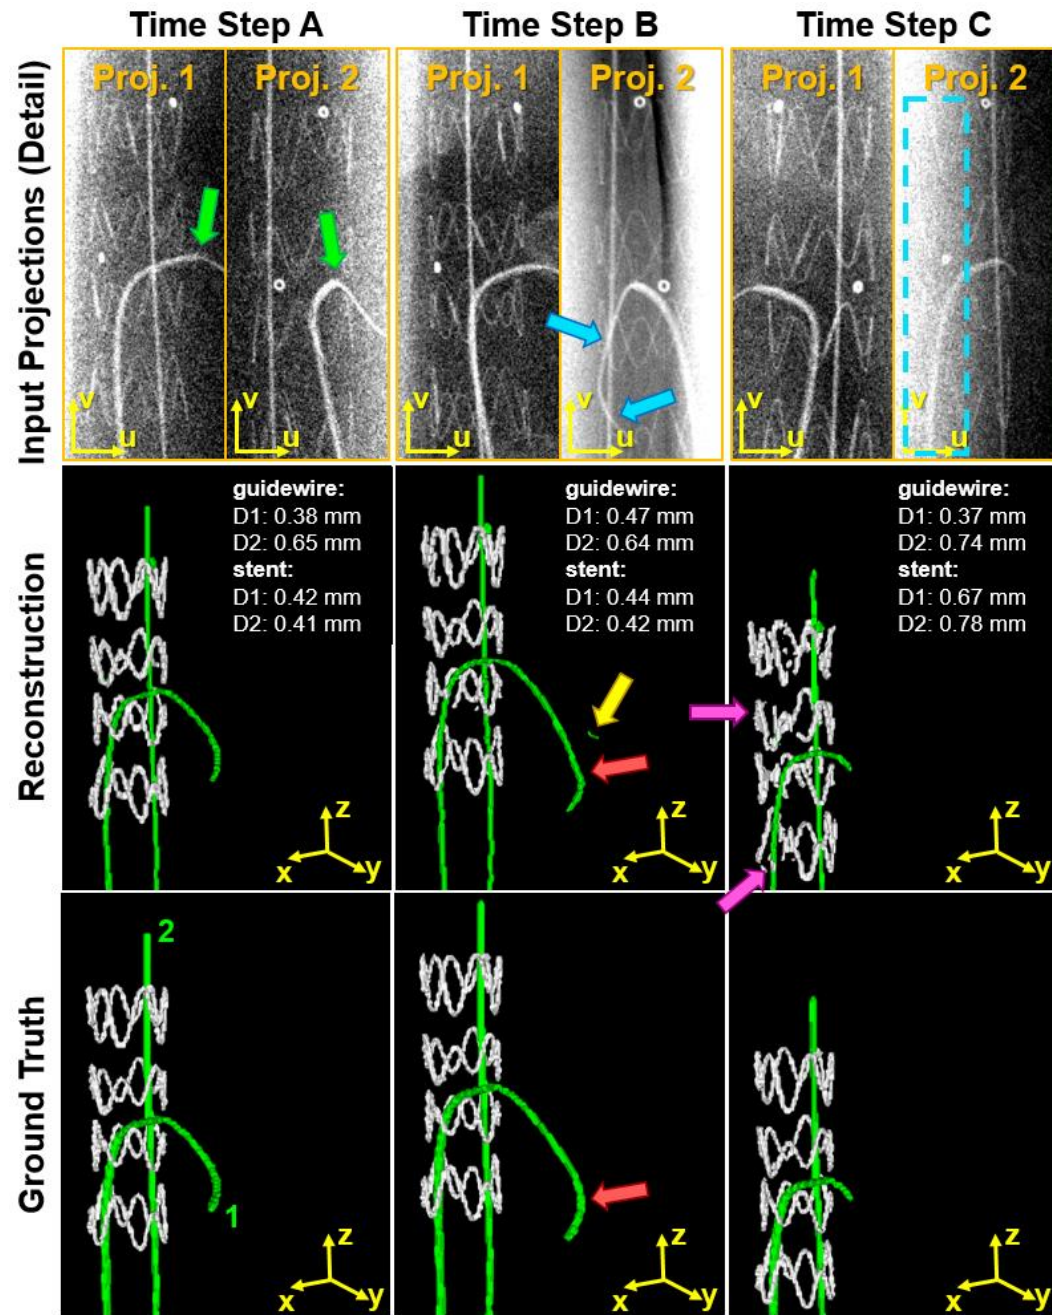 Time Step A
Time Step B
Time Step C
Input Projections (Detail)
Proj. 1
Proj. 2
Proj. 1
Proj. 2
Proj. 1
Proj. 2
v
u
v
u
v
u
v
u
v
u
v
u
Reconstruction
guidewire:
D1: 0.38 mm
D2: 0.65 mm
stent:
D1: 0.42 mm
D2: 0.41 mm
z
x
y
guidewire:
D1: 0.47 mm
D2: 0.64 mm
stent:
D1: 0.44 mm
D2: 0.42 mm
z
x
y
guidewire:
D1: 0.37 mm
D2: 0.74 mm
stent:
D1: 0.67 mm
D2: 0.78 mm
z
x
y
Ground Truth
2
1
z
x
y
z
x
y
z
x
y